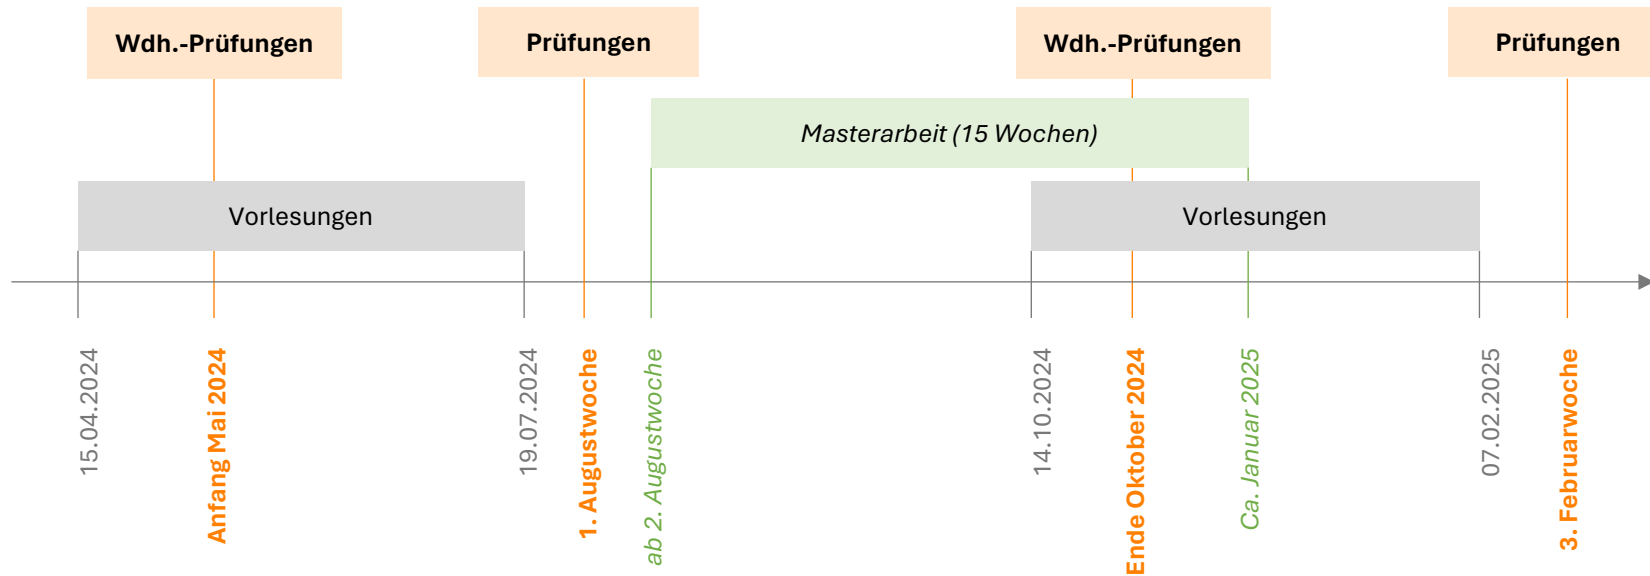 Wdh.-Prüfungen
Prüfungen
Wdh.-Prüfungen
Prüfungen
Masterarbeit (15 Wochen)
Vorlesungen
Vorlesungen
15.04.2024
Anfang Mai 2024
19.07.2024
1. Augustwoche
ab 2. Augustwoche
14.10.2024
Ende Oktober 2024
Ca. Januar 2025
07.02.2025
3. Februarwoche